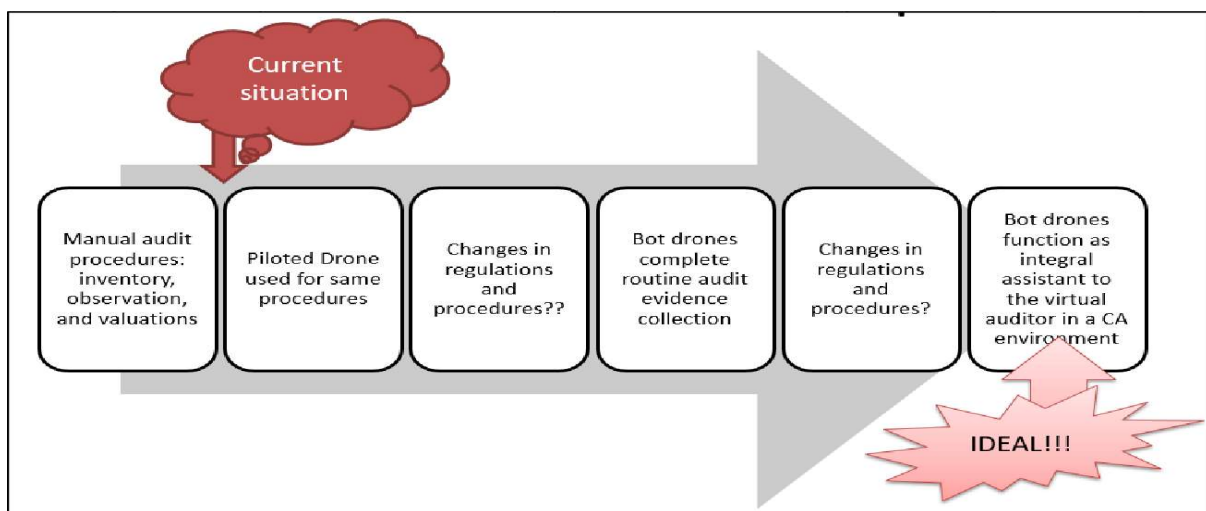 Current
situation
Manual audit
procedures:
inventory,
observation,
and valuations
Piloted Drone
used for same
procedures
Changes in
regulations
and
procedures??
Bot drones
complete
routine audit
evidence
collection
Changes in
regulations
and
procedures?
Bot drones
function as
integral
assistant to
the virtual
auditor in a CA
environment
IDEAL!!!